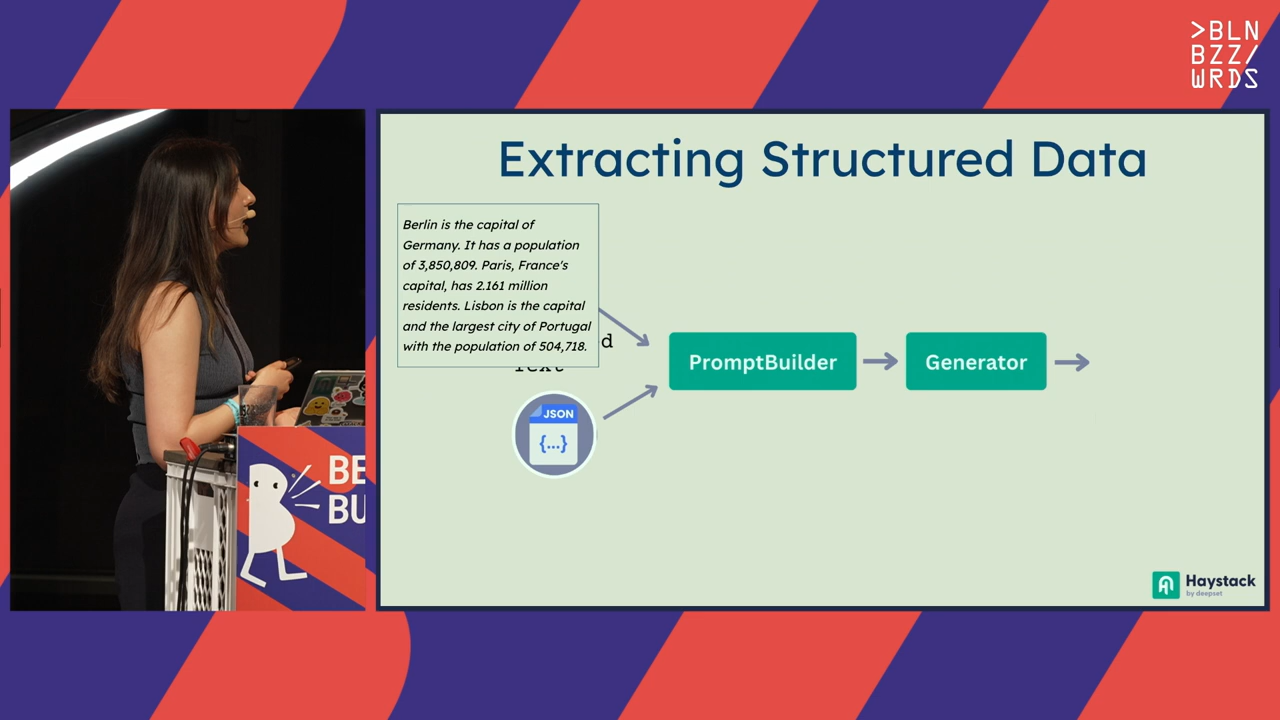 >BLN
BZZ/
WRDS
Extracting Structured Data
Berlin is the capital of
Germany. It has a population
of 3,850,809. Paris, France's
capital, has 2.161 million
residents. Lisbon is the capital
and the largest city of Portugal
with the population of 504,718.
d
Text
PromptBuilder
Generator
JSON
{...}
BE
BU
Haystack
by deepset